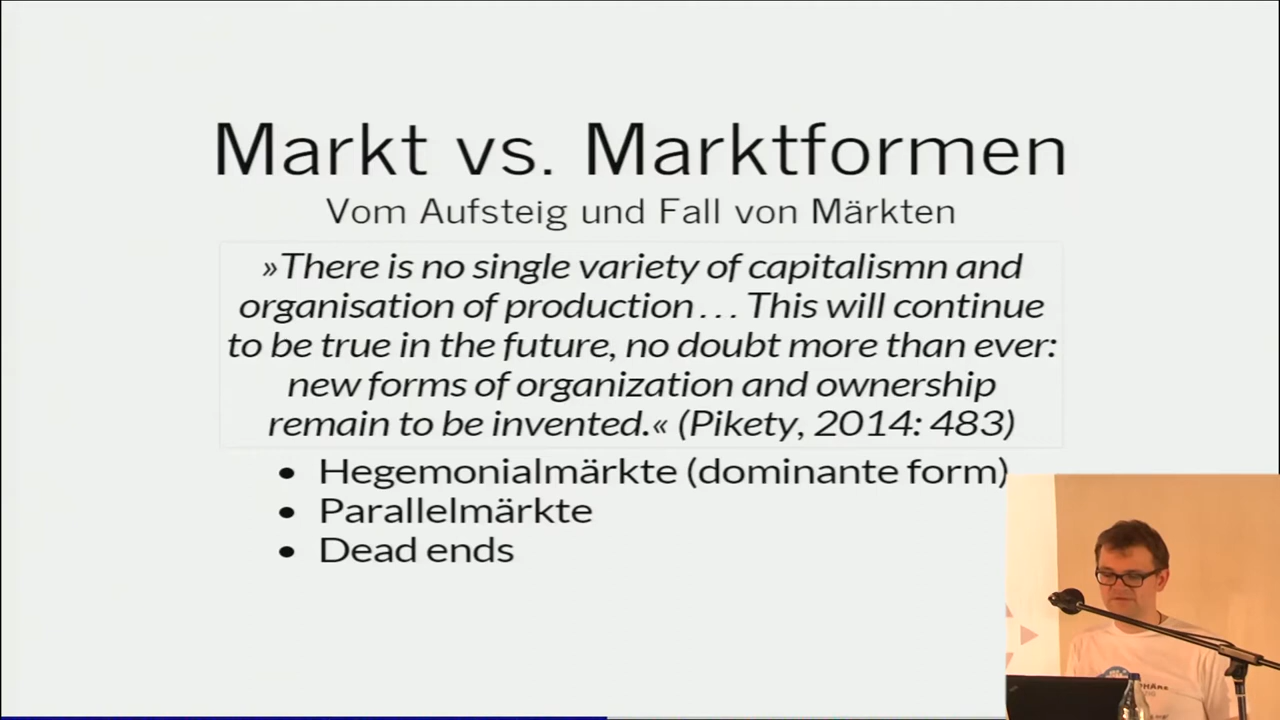 Markt vs. Marktformen
Vom Aufsteig und Fall von Märkten
»There is no single variety of capitalismn and
organisation of production... This will continue
to be true in the future, no doubt more than ever:
new forms of organization and ownership
remain to be invented.« (Pikety, 2014: 483)
• Hegemonialmärkte (dominante form)
• Parallelmärkte
• Dead ends